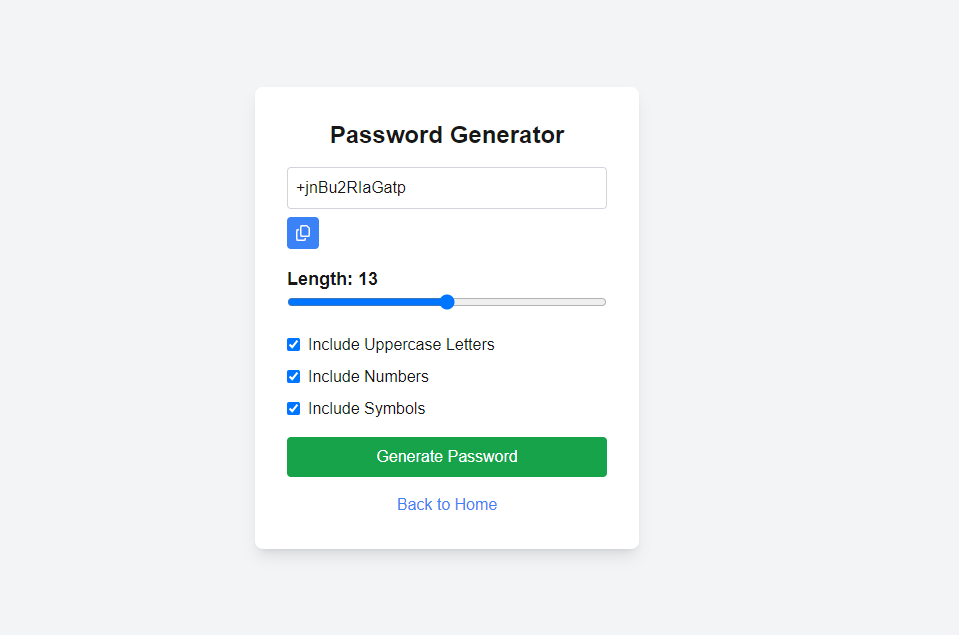 Password Generator
+jnBu2RIaGatp
Length: 13
Include Uppercase Letters
Include Numbers
Include Symbols
Generate Password
Back to Home